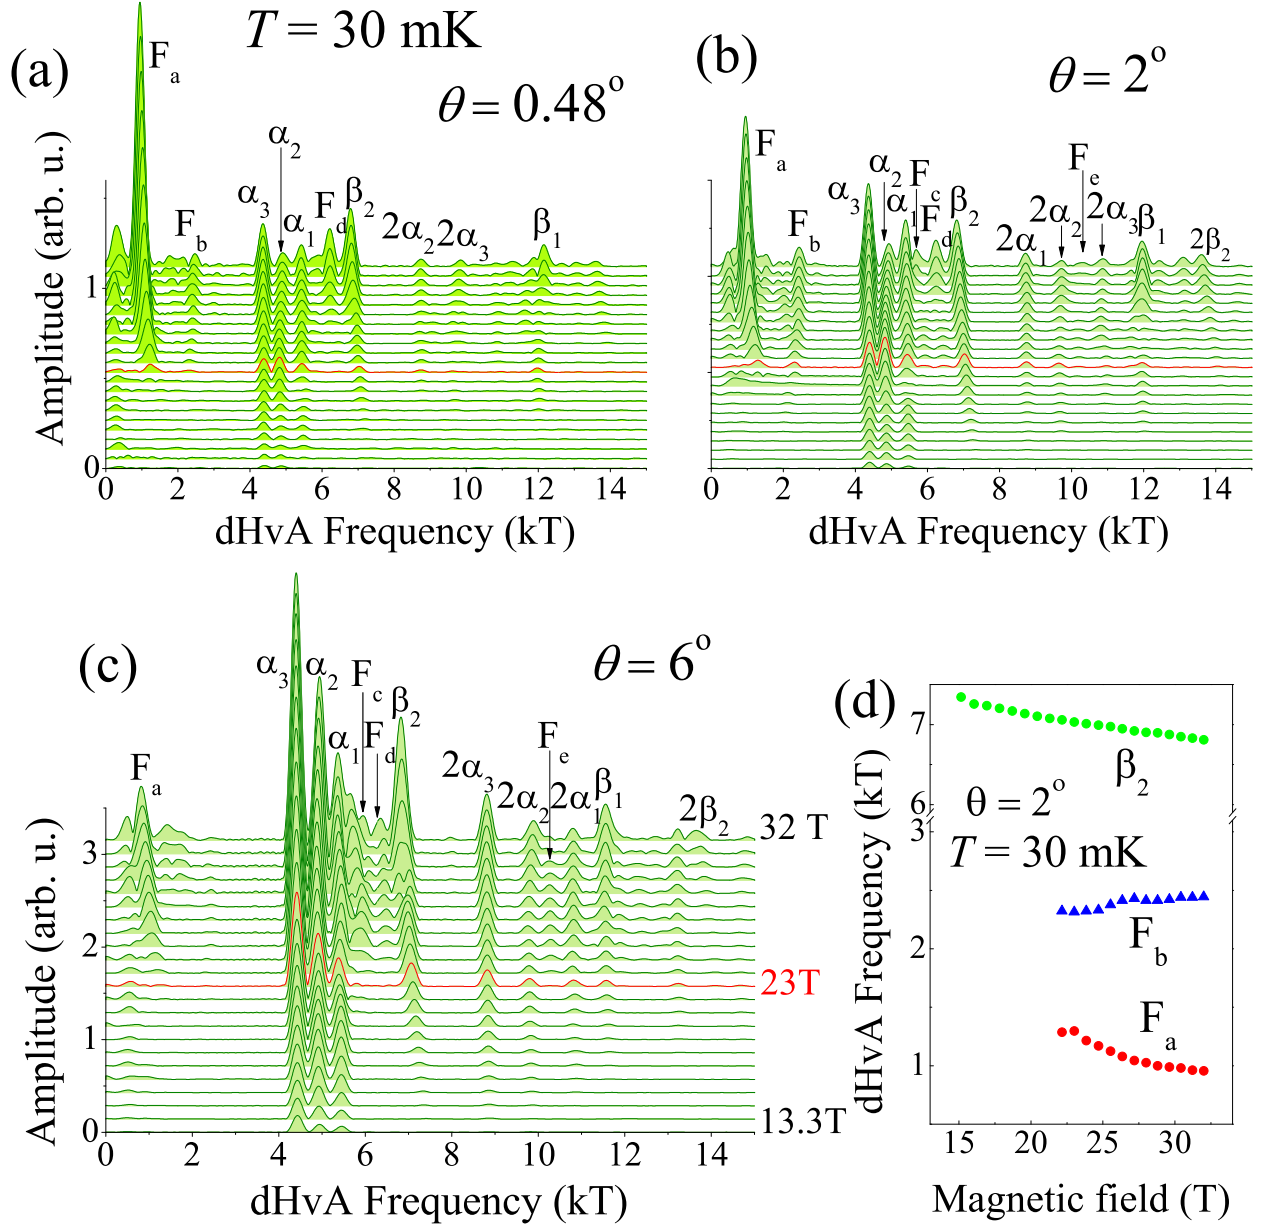 (a)
T = 30 mK
θ = 0.48°
F_a
F_b
α_3
α_2
α_1
F_d
β_2
2α_2
2α_3
β_1
1
0
0 2 4 6 8 10 12 14
Amplitude (arb. u.)
dHvA Frequency (kT)
(b)
θ = 2°
F_a
F_b
α_3
α_2
α_1
F_c
F_d
β_2
2α_1
2α_2
F_e
2α_3
β_1
2β_2
0 2 4 6 8 10 12 14
dHvA Frequency (kT)
(c)
θ = 6°
F_a
α_3
α_2
α_1
F_c
F_d
β_2
2α_3
2α_2
F_e
2α_1
β_1
2β_2
32 T
23T
13.3T
3
2
1
0
0 2 4 6 8 10 12 14
Amplitude (arb. u.)
dHvA Frequency (kT)
(d)
7
6
3
2
1
β_2
θ = 2°
T = 30 mK
F_b
F_a
15 20 25 30
dHvA Frequency (kT)
Magnetic field (T)